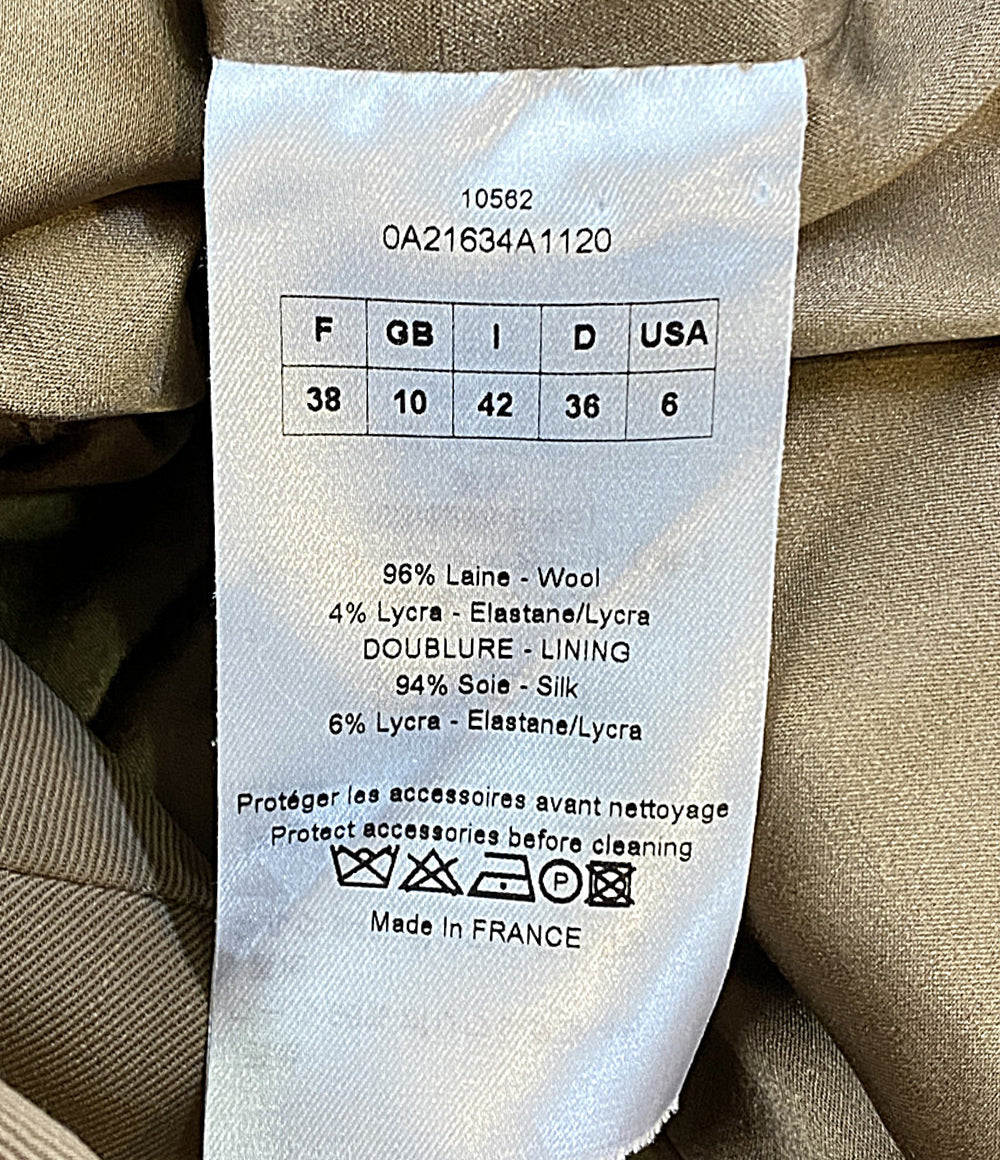 10562
0A21634A1120
F GB I D USA
38 10 42 36 6
96% Laine - Wool
4% Lycra - Elastane/Lycra
DOUBLURE - LINING
94% Soie - Silk
6% Lycra - Elastane/Lycra
Protéger les accessoires avant nettoyage
Protect accessories before cleaning
P
Made In FRANCE